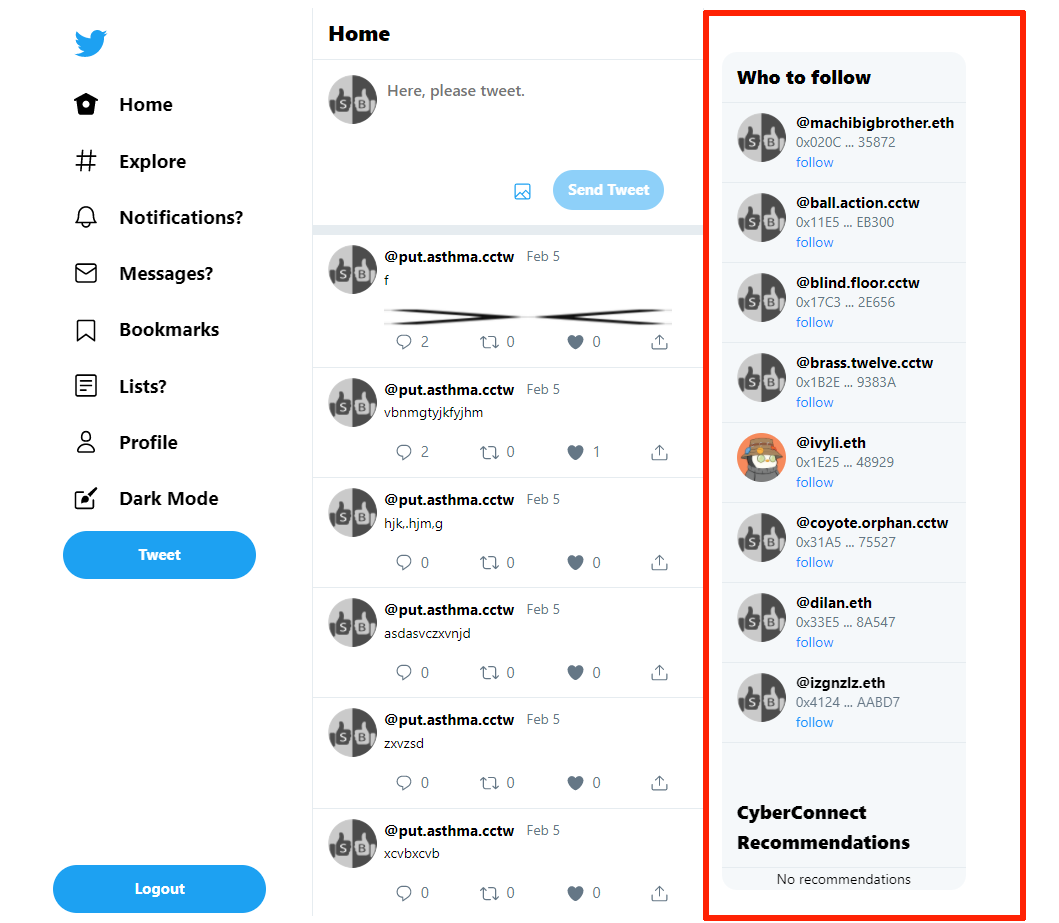 Home
Explore
Notifications?
Messages?
Bookmarks
Lists?
Profile
Dark Mode
Tweet
Logout
Home
Here, please tweet.
Send Tweet
@put.asthma.cctw Feb 5
f
2 0 0
@put.asthma.cctw Feb 5
vbnmgtyjkfyjhm
2 0 1
@put.asthma.cctw Feb 5
hjk,.hjm,g
0 0 0
@put.asthma.cctw Feb 5
asdasvczxvnjd
0 0 0
@put.asthma.cctw Feb 5
zxvzsd
0 0 0
@put.asthma.cctw Feb 5
xcvbxcvb
0 0 0
Who to follow
@machibigbrother.eth
0x020C ... 35872
follow
@ball.action.cctw
0x11E5 ... EB300
follow
@blind.floor.cctw
0x17C3 ... 2E656
follow
@brass.twelve.cctw
0x1B2E ... 9383A
follow
@ivyli.eth
0x1E25 ... 48929
follow
@coyote.orphan.cctw
0x31A5 ... 75527
follow
@dilan.eth
0x33E5 ... 8A547
follow
@izgnzlz.eth
0x4124 ... AABD7
follow
CyberConnect
Recommendations
No recommendations